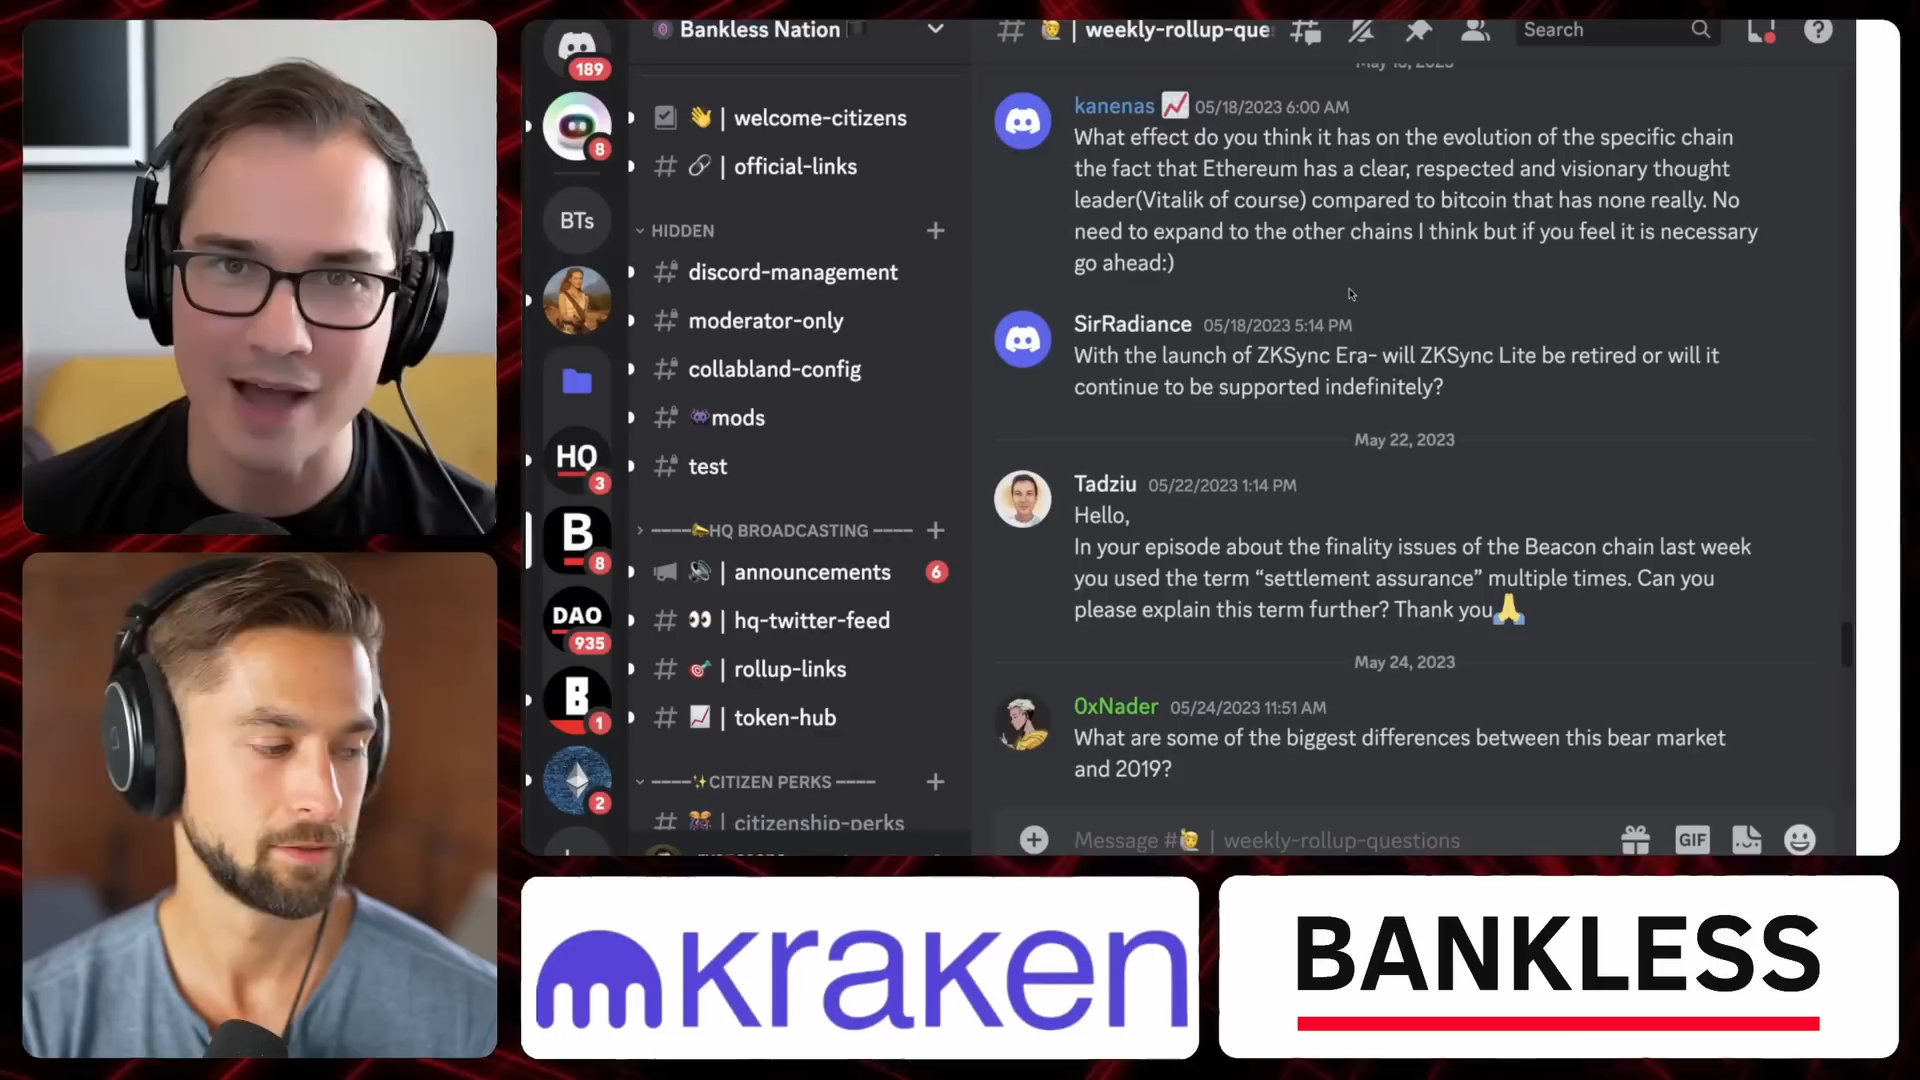 189
8
BTs
HQ
3
B
8
DAO
935
B
1
2
Bankless Nation
welcome-citizens
official-links
HIDDEN
discord-management
moderator-only
collabland-config
mods
test
----HQ BROADCASTING ----
announcements
6
hq-twitter-feed
rollup-links
token-hub
----CITIZEN PERKS ----
citizenship-perks
# | weekly-rollup-que
Search
May 18, 2023
kanenas 05/18/2023 6:00 AM
What effect do you think it has on the evolution of the specific chain
the fact that Ethereum has a clear, respected and visionary thought
leader(Vitalik of course) compared to bitcoin that has none really. No
need to expand to the other chains I think but if you feel it is necessary
go ahead:)
SirRadiance 05/18/2023 5:14 PM
With the launch of ZKSync Era- will ZKSync Lite be retired or will it
continue to be supported indefinitely?
May 22, 2023
Tadziu 05/22/2023 1:14 PM
Hello,
In your episode about the finality issues of the Beacon chain last week
you used the term “settlement assurance” multiple times. Can you
please explain this term further? Thank you🙏
May 24, 2023
0xNader 05/24/2023 11:51 AM
What are some of the biggest differences between this bear market
and 2019?
Message #🙋 | weekly-rollup-questions
GIF
kraken
BANKLESS